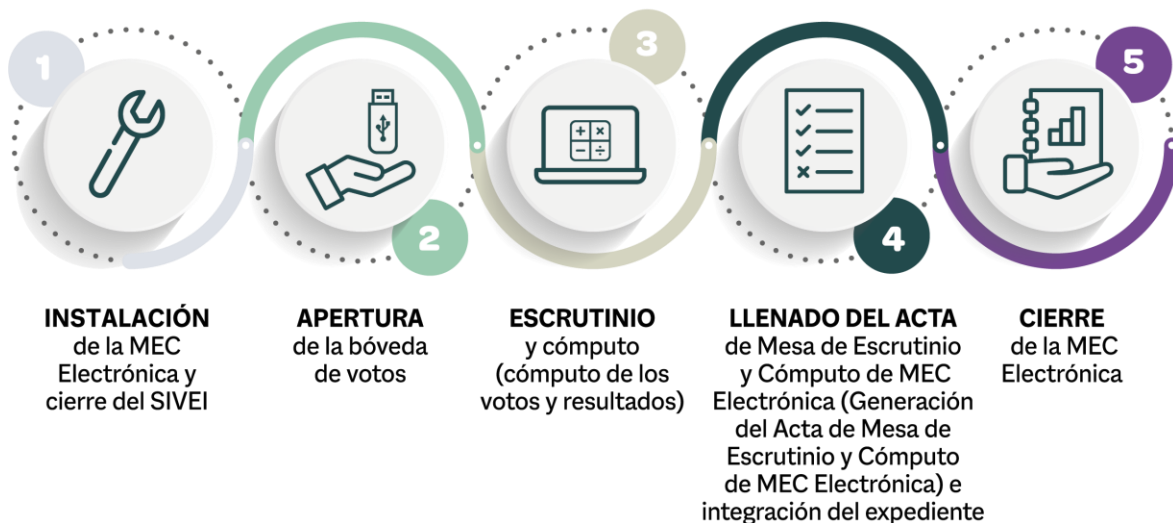 1
INSTALACIÓN
de la MEC
Electrónica y
cierre del SIVEI
2
APERTURA
de la bóveda
de votos
3
ESCRUTINIO
y cómputo
(cómputo de los
votos y resultados)
4
LLENADO DEL ACTA
de Mesa de Escrutinio
y Cómputo de MEC
Electrónica (Generación
del Acta de Mesa de
Escrutinio y Cómputo
de MEC Electrónica) e
integración del expediente
5
CIERRE
de la MEC
Electrónica